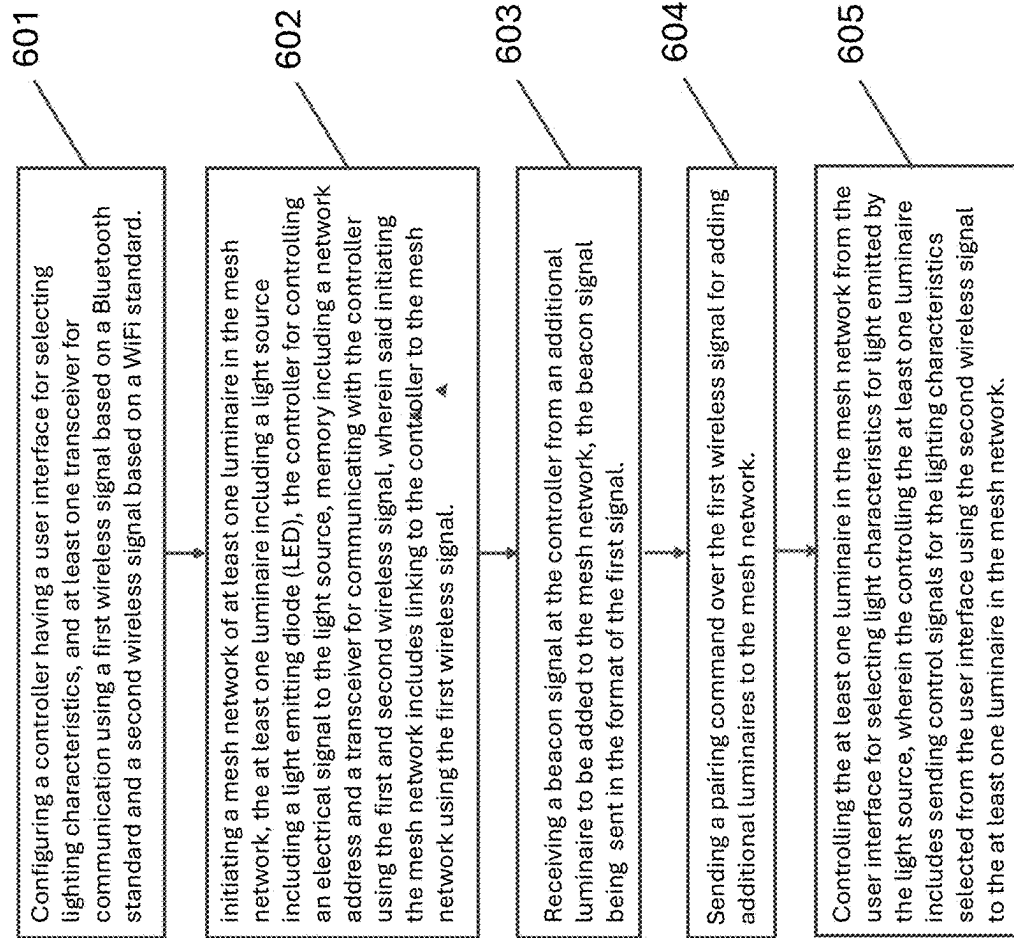 601
Configuring a controller having a user interface for selecting
lighting characteristics, and at least one transceiver for
communication using a first wireless signal based on a Bluetooth
standard and a second wireless signal based on a WiFi standard.
602
initiating a mesh network of at least one luminaire in the mesh
network, the at least one luminaire including a light source
including a light emitting diode (LED), the controller for controlling
an electrical signal to the light source, memory including a network
address and a transceiver for communicating with the controller
using the first and second wireless signal, wherein said initiating
the mesh network includes linking to the controller to the mesh
network using the first wireless signal.
603
Receiving a beacon signal at the controller from an additional
luminaire to be added to the mesh network, the beacon signal
being sent in the format of the first signal.
604
Sending a pairing command over the first wireless signal for adding
additional luminaires to the mesh network.
605
Controlling the at least one luminaire in the mesh network from the
user interface for selecting light characteristics for light emitted by
the light source, wherein the controlling the at least one luminaire
includes sending control signals for the lighting characteristics
selected from the user interface using the second wireless signal
to the at least one luminaire in the mesh network.